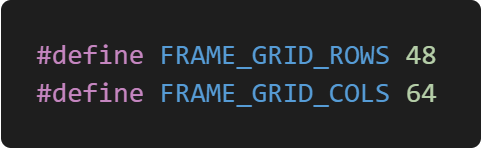 #define FRAME_GRID_ROWS 48
#define FRAME_GRID_COLS 64